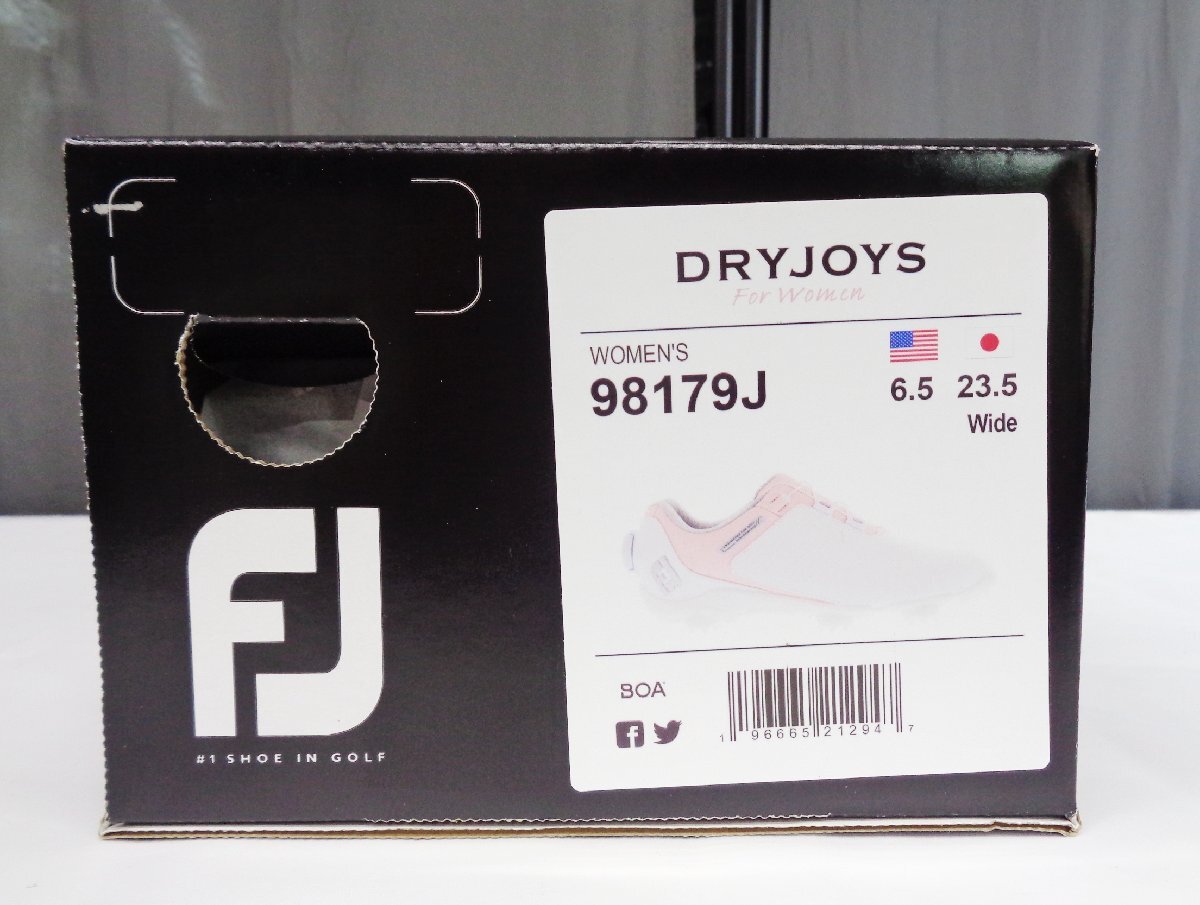 FJ
#1 SHOE IN GOLF
DRYJOYS
For Women
WOMEN'S
98179J
6.5 23.5
Wide
BOA
1 96665 21294 7